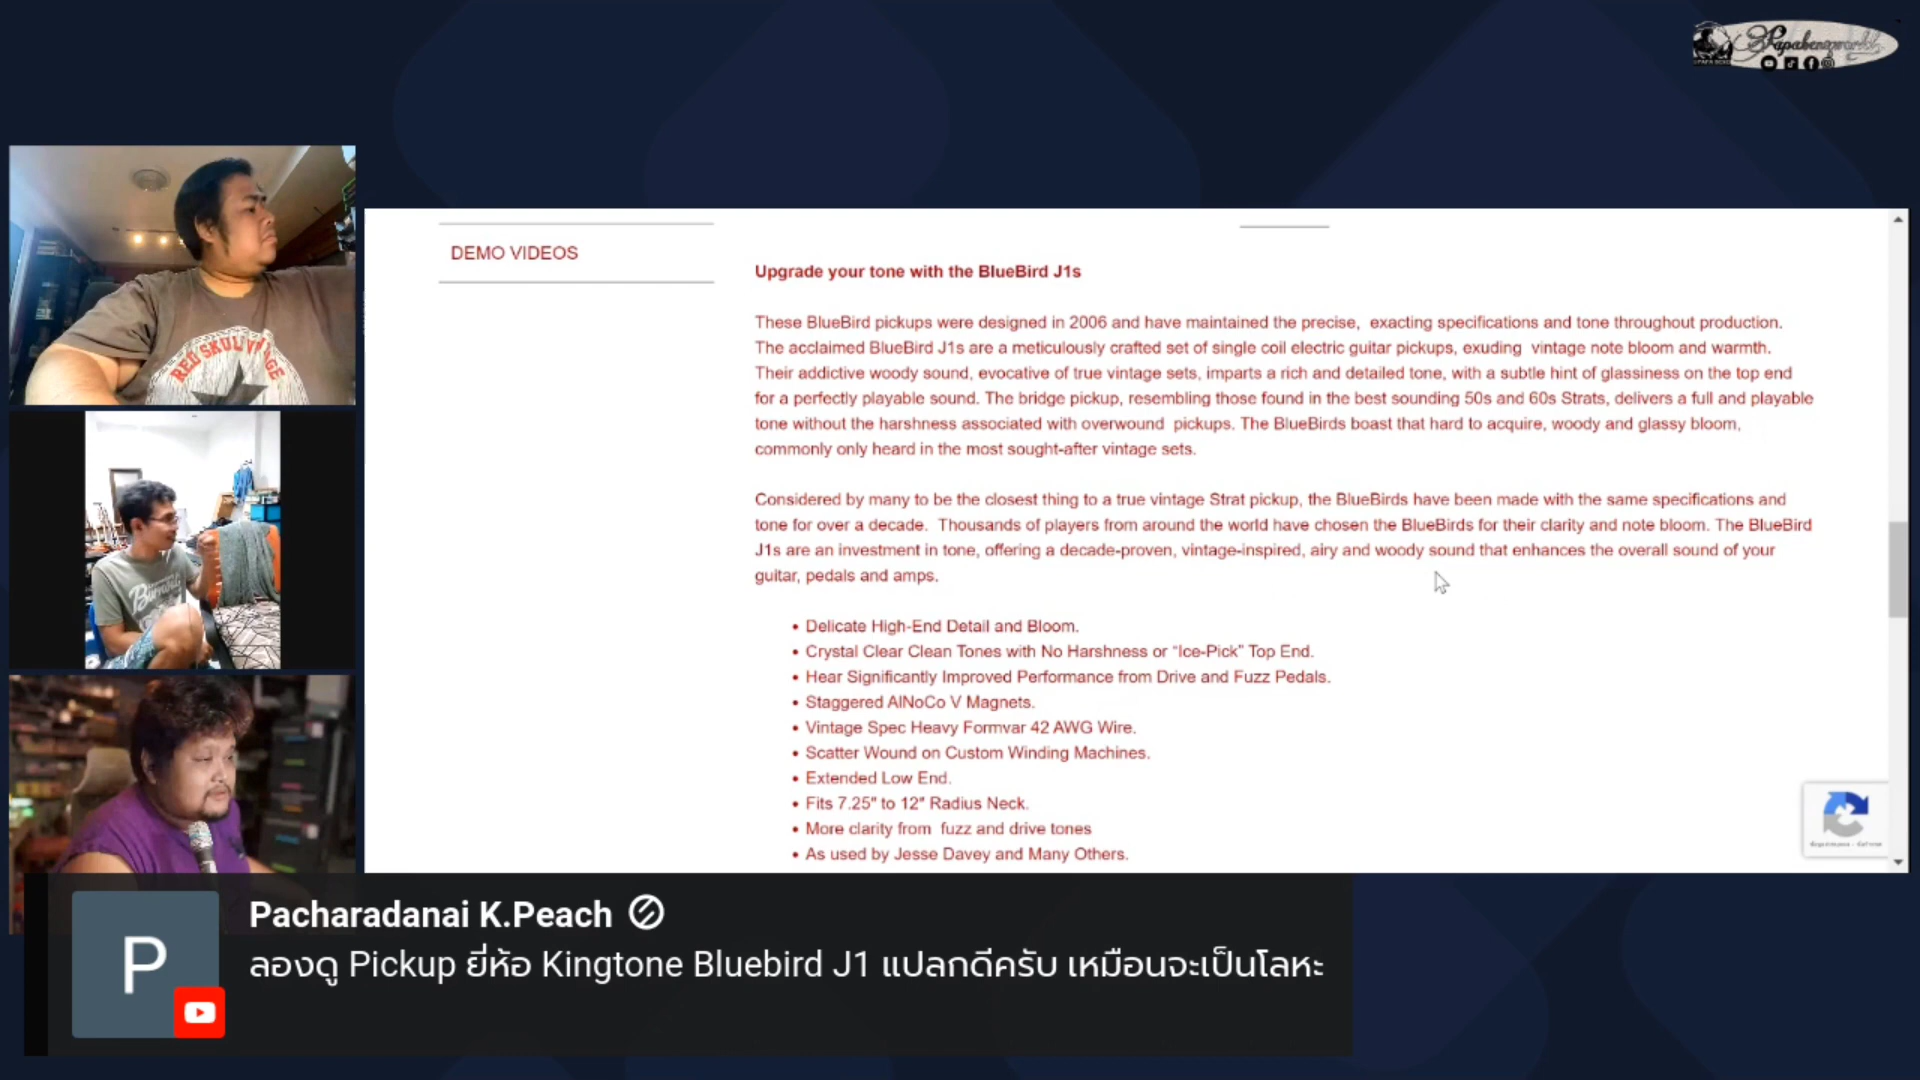 Papabenzworld
DEMO VIDEOS
Upgrade your tone with the BlueBird J1s
These BlueBird pickups were designed in 2006 and have maintained the precise,  exacting specifications and tone throughout production.
The acclaimed BlueBird J1s are a meticulously crafted set of single coil electric guitar pickups, exuding  vintage note bloom and warmth.
Their addictive woody sound, evocative of true vintage sets, imparts a rich and detailed tone, with a subtle hint of glassiness on the top end
for a perfectly playable sound. The bridge pickup, resembling those found in the best sounding 50s and 60s Strats, delivers a full and playable
tone without the harshness associated with overwound  pickups. The BlueBirds boast that hard to acquire, woody and glassy bloom,
commonly only heard in the most sought-after vintage sets.
Considered by many to be the closest thing to a true vintage Strat pickup, the BlueBirds have been made with the same specifications and
tone for over a decade.  Thousands of players from around the world have chosen the BlueBirds for their clarity and note bloom. The BlueBird
J1s are an investment in tone, offering a decade-proven, vintage-inspired, airy and woody sound that enhances the overall sound of your
guitar, pedals and amps.
• Delicate High-End Detail and Bloom.
• Crystal Clear Clean Tones with No Harshness or “Ice-Pick” Top End.
• Hear Significantly Improved Performance from Drive and Fuzz Pedals.
• Staggered AlNoCo V Magnets.
• Vintage Spec Heavy Formvar 42 AWG Wire.
• Scatter Wound on Custom Winding Machines.
• Extended Low End.
• Fits 7.25″ to 12″ Radius Neck.
• More clarity from  fuzz and drive tones
• As used by Jesse Davey and Many Others.
P
Pacharadanai K.Peach
ลองดู Pickup ยี่ห้อ Kingtone Bluebird J1 แปลกดีครับ เหมือนจะเป็นโลหะ